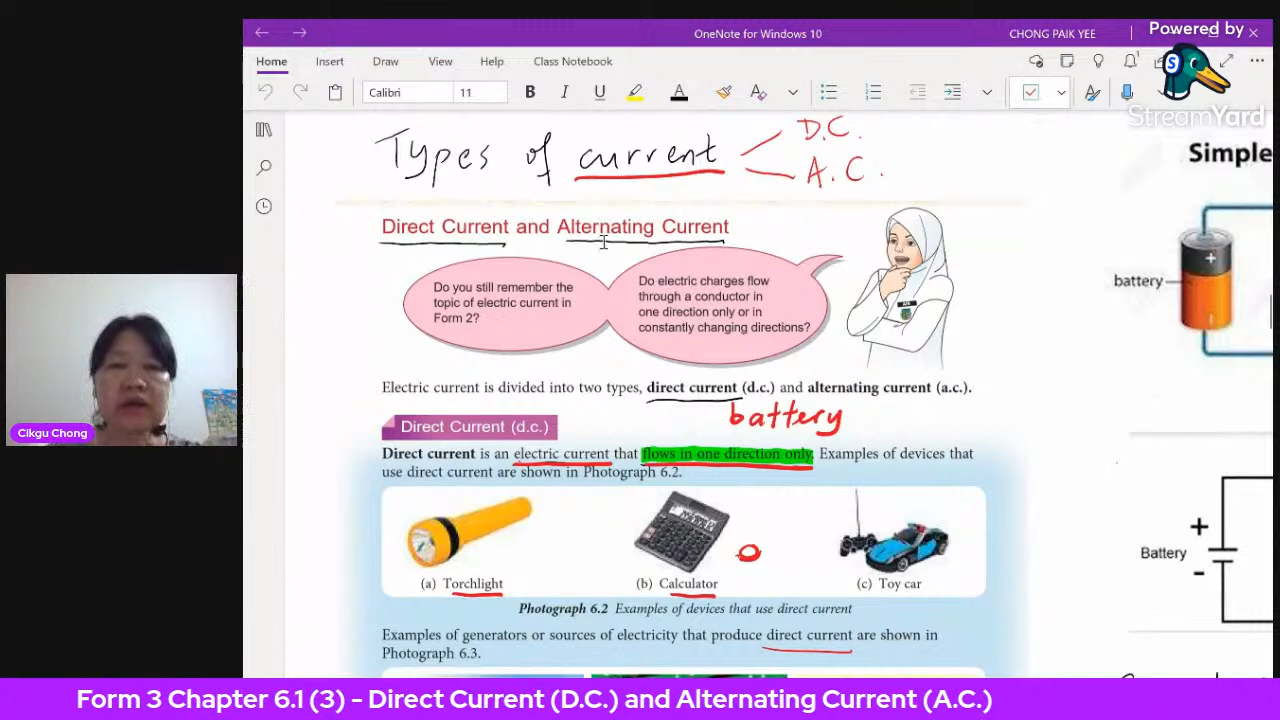 OneNote for Windows 10
CHONG PAIK YEE
Powered by
StreamYard
Home Insert Draw View Help Class Notebook
Calibri 11
Types of current
D.C.
A.C.
Direct Current and Alternating Current
Do you still remember the
topic of electric current in
Form 2?
Do electric charges flow
through a conductor in
one direction only or in
constantly changing directions?
Electric current is divided into two types, direct current (d.c.) and alternating current (a.c.).
battery
Direct Current (d.c.)
Direct current is an electric current that flows in one direction only. Examples of devices that
use direct current are shown in Photograph 6.2.
(a) Torchlight
(b) Calculator
(c) Toy car
Photograph 6.2 Examples of devices that use direct current
Examples of generators or sources of electricity that produce direct current are shown in
Photograph 6.3.
Simple
+
battery
+
Battery
-
Cikgu Chong
Form 3 Chapter 6.1 (3) - Direct Current (D.C.) and Alternating Current (A.C.)